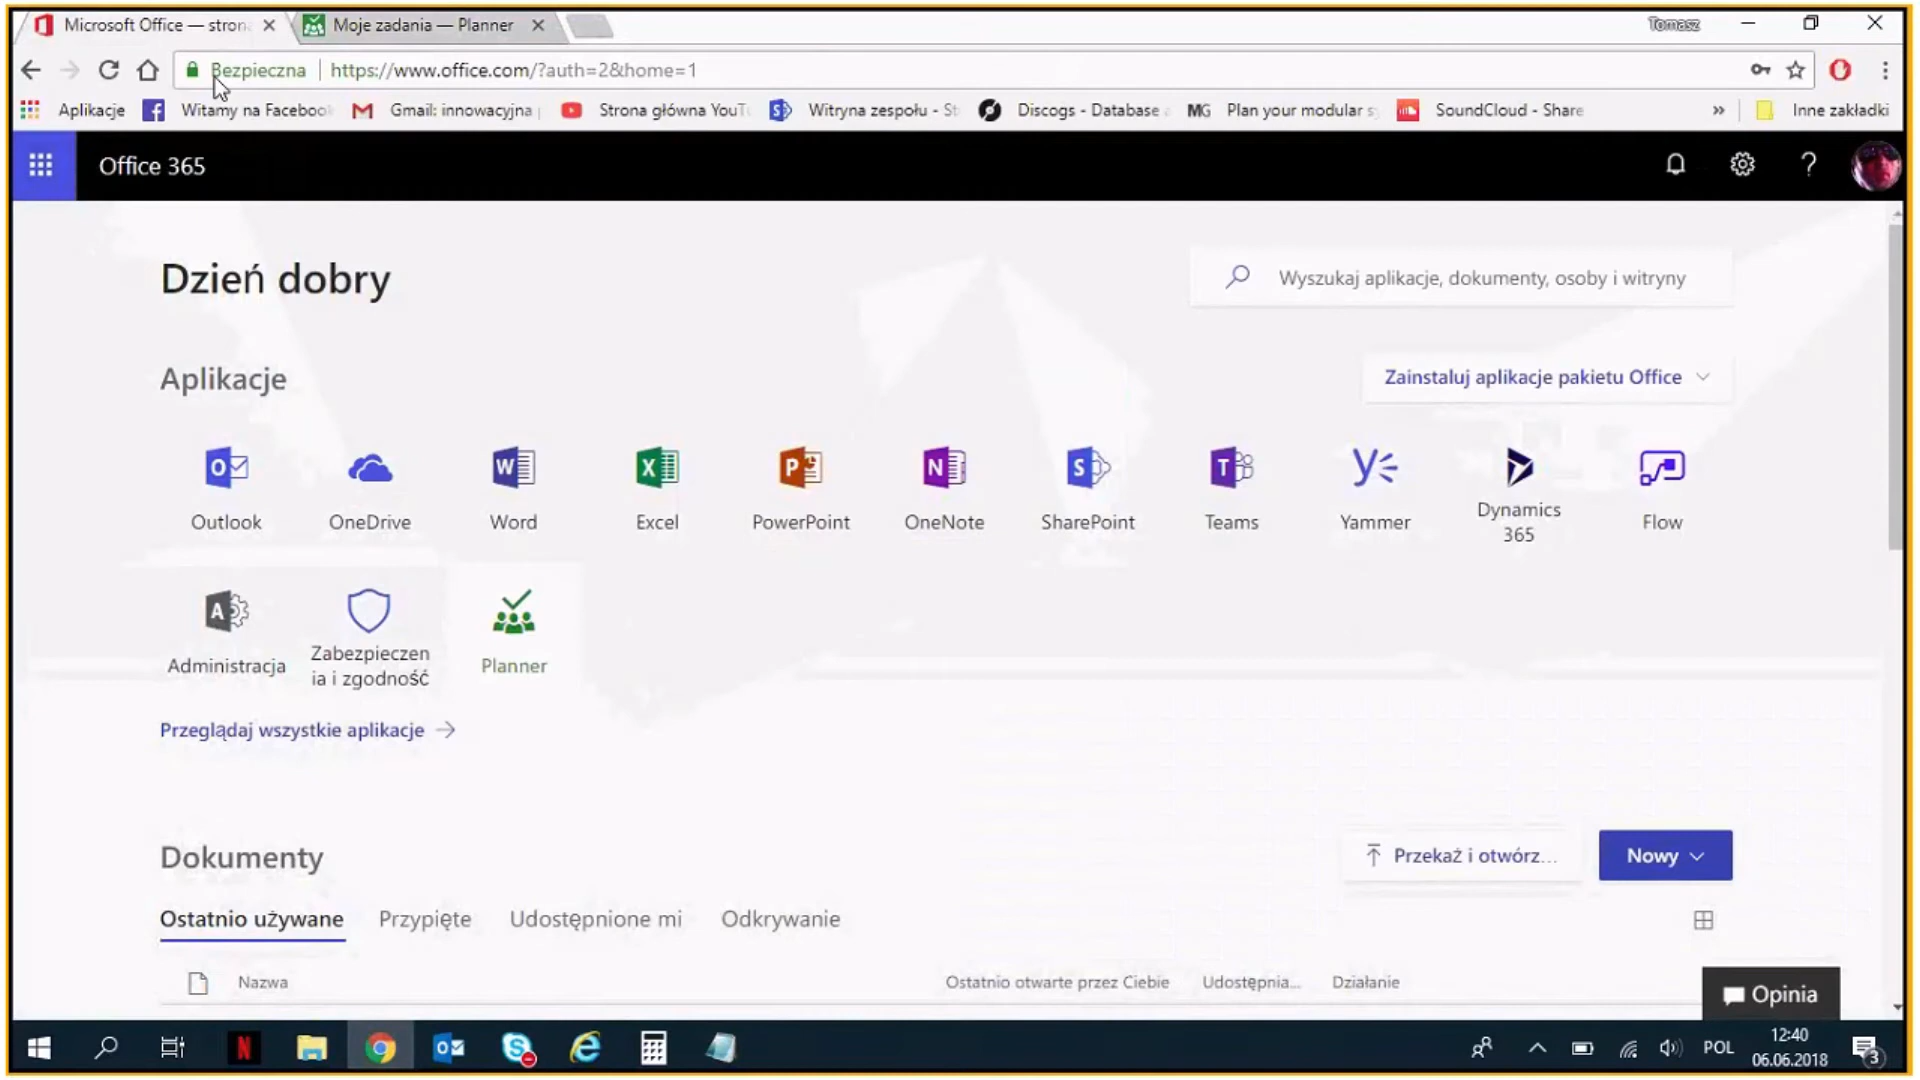 Microsoft Office — stron
Moje zadania — Planner
Tomasz
Bezpieczna
https://www.office.com/?auth=2&home=1
Aplikacje
Witamy na Facebook
Gmail: innowacyjna
Strona główna YouTu
Witryna zespołu - St
Discogs - Database
MG Plan your modular s
SoundCloud - Share
»
Inne zakładki
Office 365
?
Dzień dobry
Wyszukaj aplikacje, dokumenty, osoby i witryny
Aplikacje
Zainstaluj aplikacje pakietu Office
Outlook
OneDrive
Word
Excel
PowerPoint
OneNote
SharePoint
Teams
Yammer
Dynamics
365
Flow
Administracja
Zabezpieczen
ia i zgodność
Planner
Przeglądaj wszystkie aplikacje
Dokumenty
Przekaż i otwórz...
Nowy
Ostatnio używane
Przypięte
Udostępnione mi
Odkrywanie
Nazwa
Ostatnio otwarte przez Ciebie
Udostępnia...
Działanie
Opinia
POL
12:40
06.06.2018
3